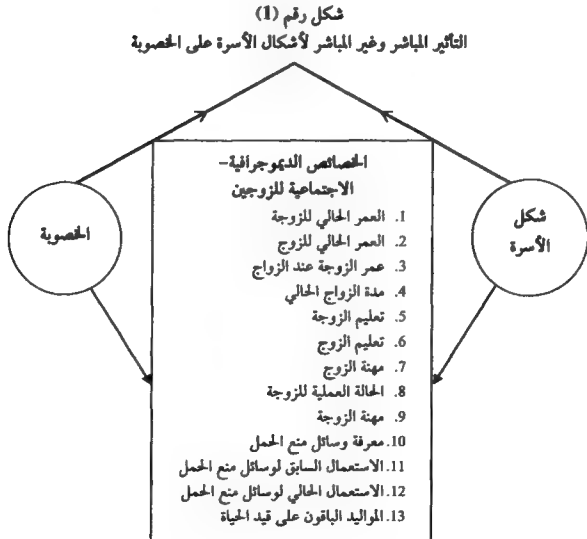 شكل رقم (1)
التأثير المباشر وغير المباشر لأشكال الأسرة على الخصوبة
الخصائص الديموجرافية–
الاجتماعية للزوجين
1. العمر الحالي للزوجة
2. العمر الحالي للزوج
3. عمر الزوجة عند الزواج
4. مدة الزواج الحالي
5. تعليم الزوجة
6. تعليم الزوج
7. مهنة الزوج
8. الحالة العملية للزوجة
9. مهنة الزوجة
10. معرفة وسائل منع الحمل
11. الاستعمال السابق لوسائل منع الحمل
12. الاستعمال الحالي لوسائل منع الحمل
13. المواليد الباقون على قيد الحياة
شكل
الأسرة
الخصوبة